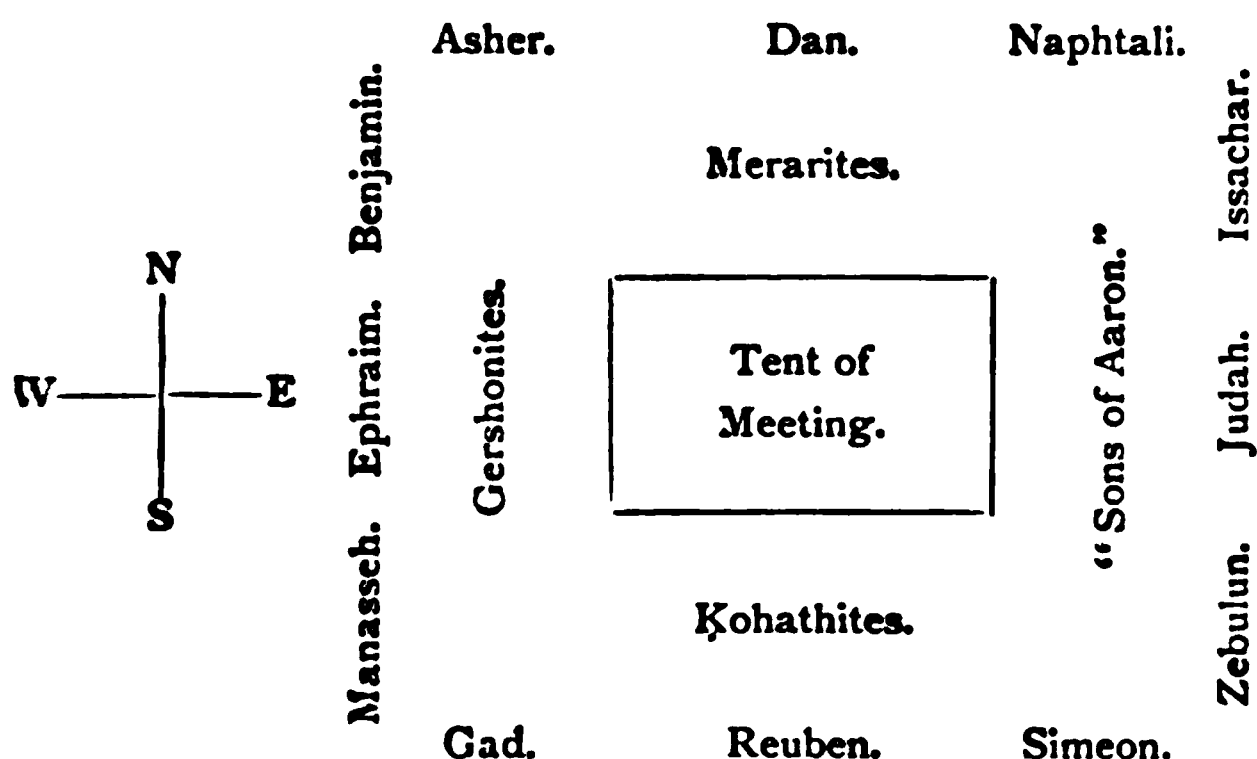 Asher. Dan. Naphtali.
Benjamin.
Issachar.
Merarites.
N
W E
S
Ephraim.
Gershonites.
Tent of
Meeting.
“Sons of Aaron.”
Judah.
Manasseh.
Ḳohathites.
Zebulun.
Gad. Reuben. Simeon.